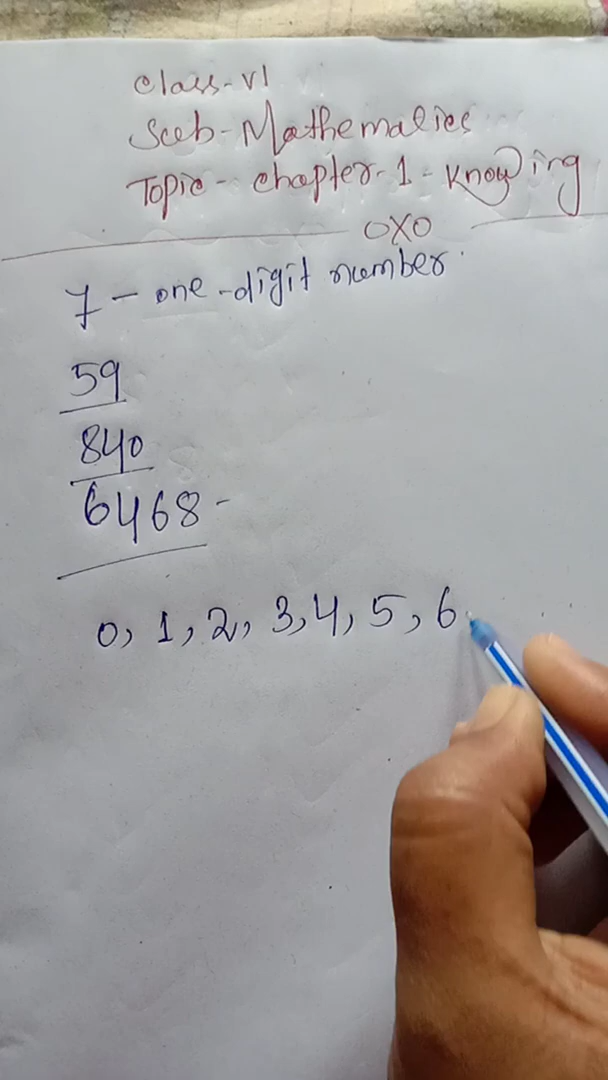 Class-VI
Sub-Mathematics
Topic-chapter-1-Knowing
OXO
7-one-digit number
59
840
6468-
0, 1, 2, 3, 4, 5, 6